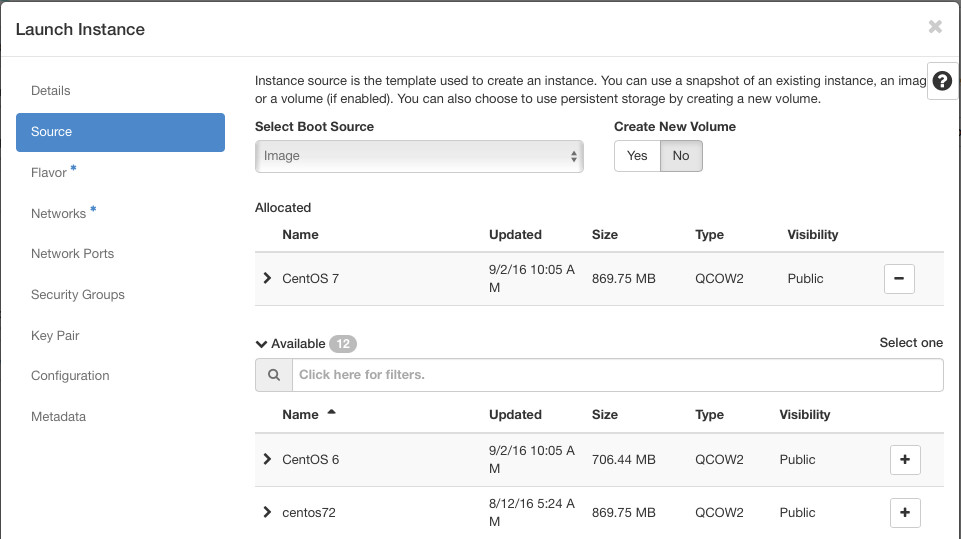 Launch Instance
×
Details
Source
Flavor *
Networks *
Network Ports
Security Groups
Key Pair
Configuration
Metadata
Instance source is the template used to create an instance. You can use a snapshot of an existing instance, an imag
or a volume (if enabled). You can also choose to use persistent storage by creating a new volume.
?
Select Boot Source Create New Volume
Image Yes No
Allocated
Name Updated Size Type Visibility
CentOS 7 9/2/16 10:05 A 869.75 MB QCOW2 Public −
M
Available 12 Select one
Click here for filters.
Name Updated Size Type Visibility
CentOS 6 9/2/16 10:05 A 706.44 MB QCOW2 Public +
M
centos72 8/12/16 5:24 A 869.75 MB QCOW2 Public +
M